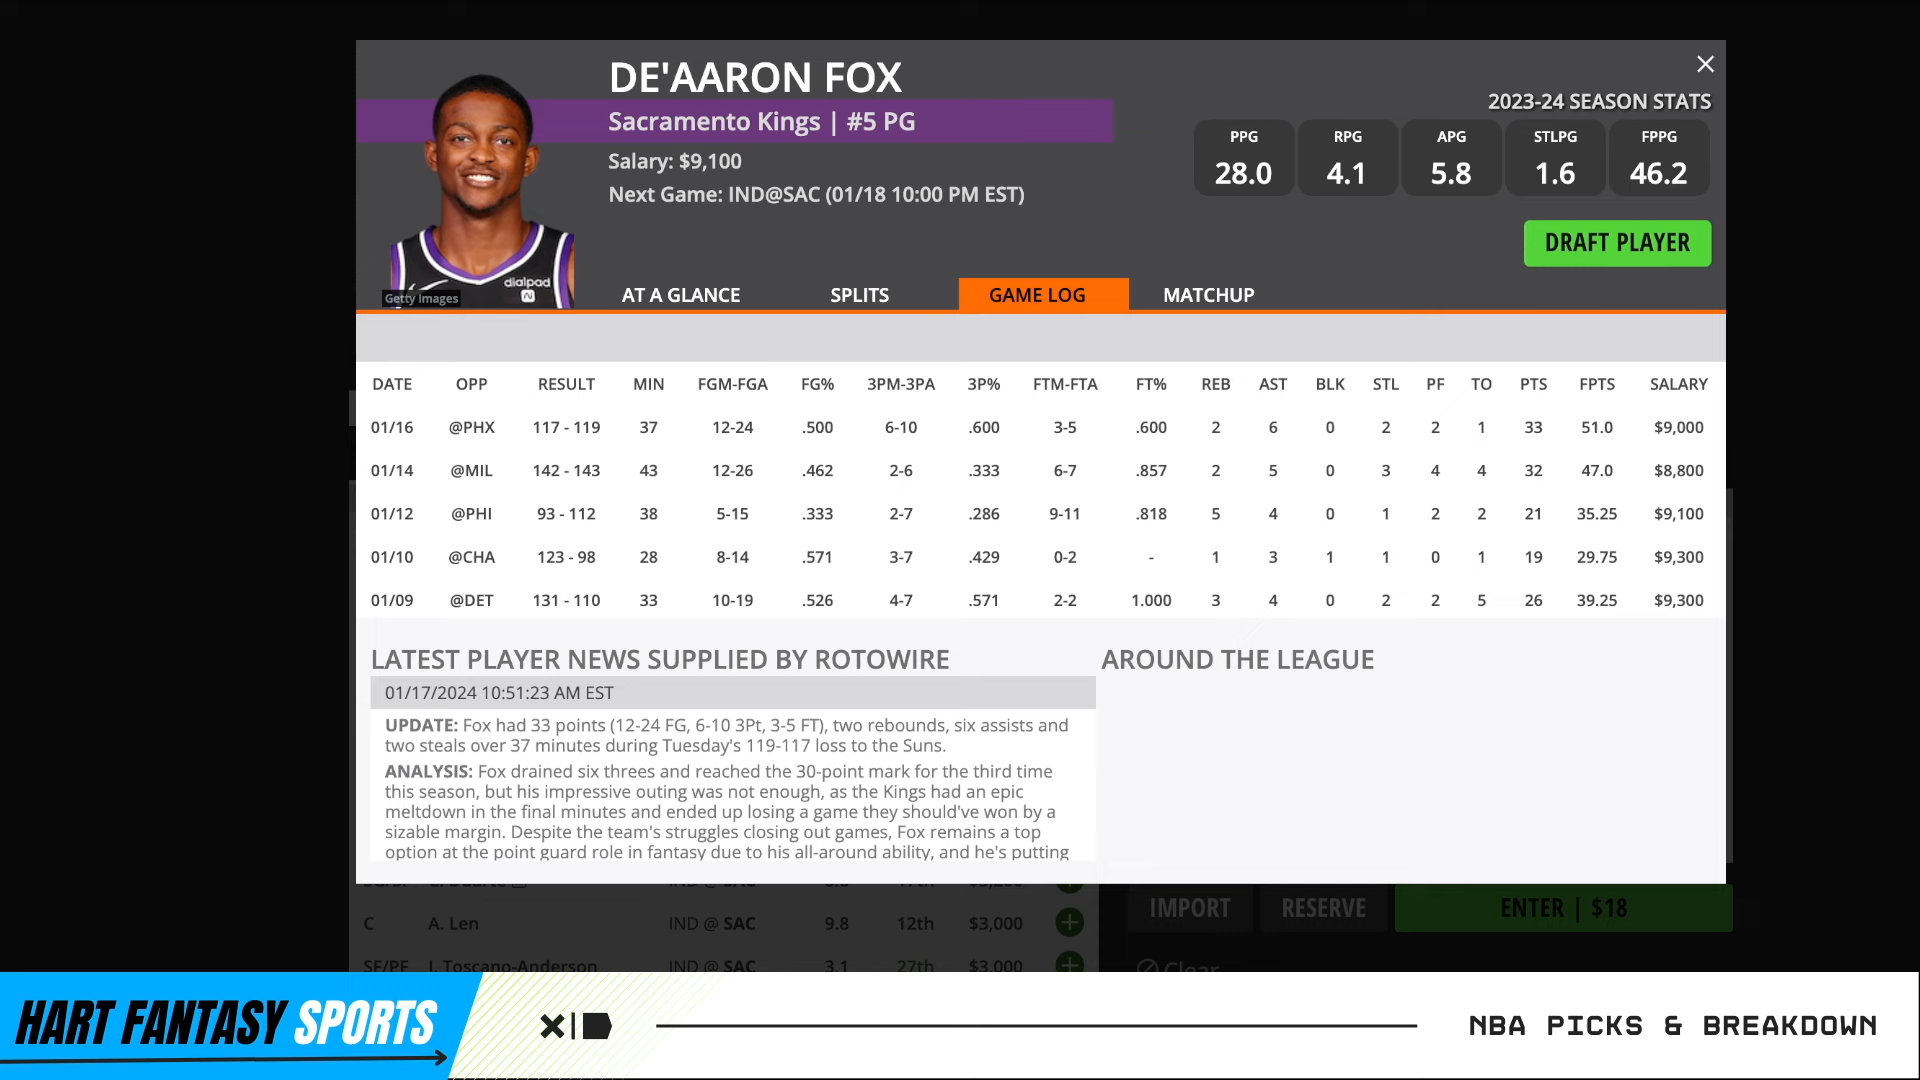 DE'AARON FOX
Sacramento Kings | #5 PG
Salary: $9,100
Next Game: IND@SAC (01/18 10:00 PM EST)
2023-24 SEASON STATS
PPG RPG APG STLPG FPPG
28.0 4.1 5.8 1.6 46.2
DRAFT PLAYER
dialpad
Getty Images
AT A GLANCE SPLITS GAME LOG MATCHUP
DATE OPP RESULT MIN FGM-FGA FG% 3PM-3PA 3P% FTM-FTA FT% REB AST BLK STL PF TO PTS FPTS SALARY
01/16 @PHX 117 - 119 37 12-24 .500 6-10 .600 3-5 .600 2 6 0 2 2 1 33 51.0 $9,000
01/14 @MIL 142 - 143 43 12-26 .462 2-6 .333 6-7 .857 2 5 0 3 4 4 32 47.0 $8,800
01/12 @PHI 93 - 112 38 5-15 .333 2-7 .286 9-11 .818 5 4 0 1 2 2 21 35.25 $9,100
01/10 @CHA 123 - 98 28 8-14 .571 3-7 .429 0-2 - 1 3 1 1 0 1 19 29.75 $9,300
01/09 @DET 131 - 110 33 10-19 .526 4-7 .571 2-2 1.000 3 4 0 2 2 5 26 39.25 $9,300
LATEST PLAYER NEWS SUPPLIED BY ROTOWIRE
01/17/2024 10:51:23 AM EST
UPDATE: Fox had 33 points (12-24 FG, 6-10 3Pt, 3-5 FT), two rebounds, six assists and
two steals over 37 minutes during Tuesday's 119-117 loss to the Suns.
ANALYSIS: Fox drained six threes and reached the 30-point mark for the third time
this season, but his impressive outing was not enough, as the Kings had an epic
meltdown in the final minutes and ended up losing a game they should've won by a
sizable margin. Despite the team's struggles closing out games, Fox remains a top
option at the point guard role in fantasy due to his all-around ability, and he's putting
AROUND THE LEAGUE
C A. Len IND @ SAC 9.8 12th $3,000
SF/PF J. Toscano-Anderson IND @ SAC 3.1 27th $3,000
IMPORT RESERVE ENTER | $18
Clear
HART FANTASY SPORTS
NBA PICKS & BREAKDOWN